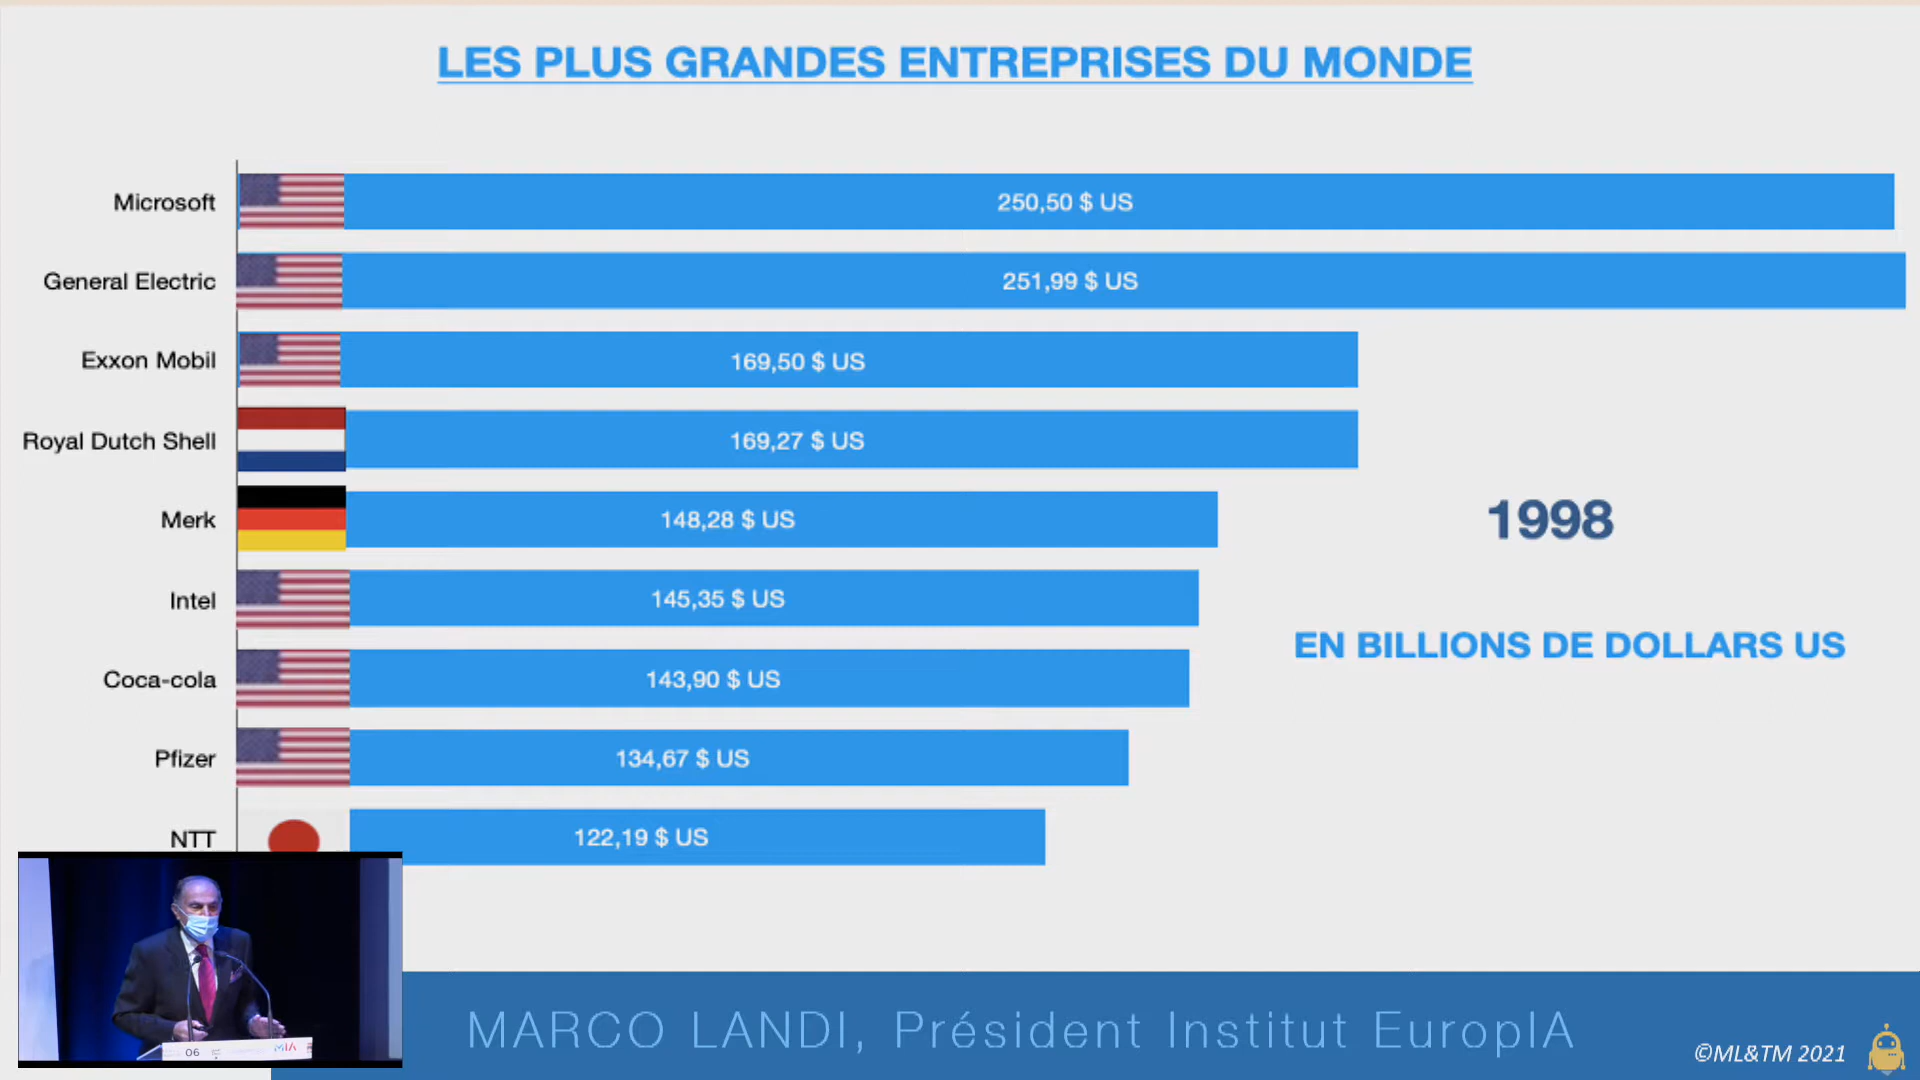 LES PLUS GRANDES ENTREPRISES DU MONDE
Microsoft 250,50 $ US
General Electric 251,99 $ US
Exxon Mobil 169,50 $ US
Royal Dutch Shell 169,27 $ US
Merk 148,28 $ US
Intel 145,35 $ US
Coca-cola 143,90 $ US
Pfizer 134,67 $ US
NTT 122,19 $ US
1998
EN BILLIONS DE DOLLARS US
06 MIA
MARCO LANDI, Président Institut EuropIA
©ML&TM 2021